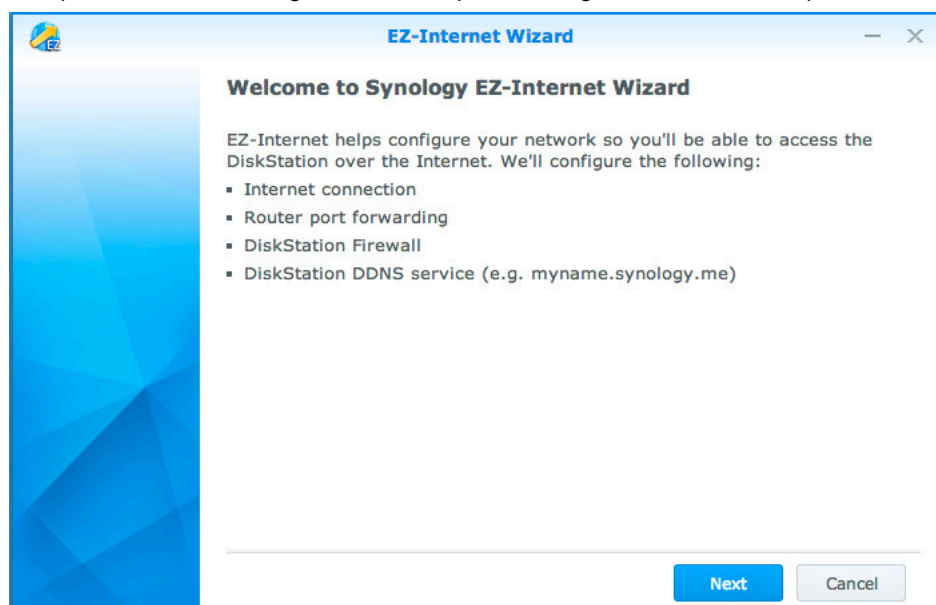 EZ
EZ-Internet Wizard
Welcome to Synology EZ-Internet Wizard
EZ-Internet helps configure your network so you'll be able to access the
DiskStation over the Internet. We'll configure the following:
▪ Internet connection
▪ Router port forwarding
▪ DiskStation Firewall
▪ DiskStation DDNS service (e.g. myname.synology.me)
Next Cancel